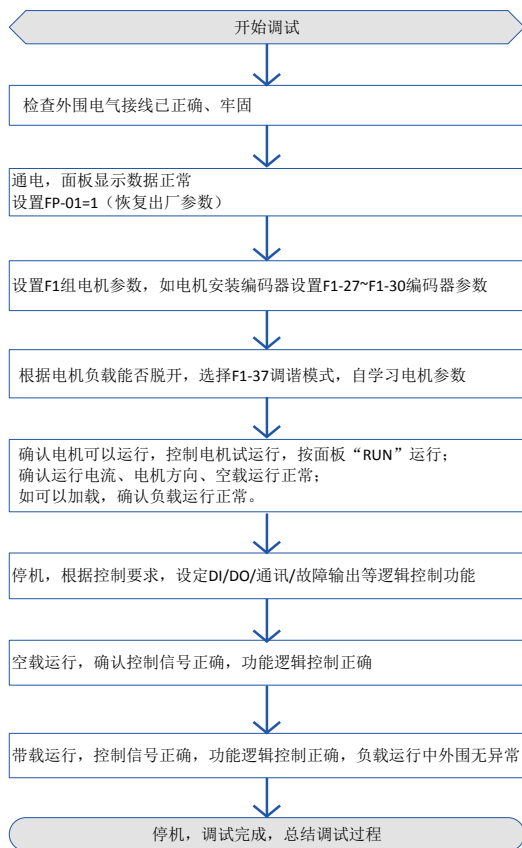 开始调试
检查外围电气接线已正确、牢固
通电，面板显示数据正常
设置FP-01=1（恢复出厂参数）
设置F1组电机参数，如电机安装编码器设置F1-27~F1-30编码器参数
根据电机负载能否脱开，选择F1-37调谐模式，自学习电机参数
确认电机可以运行，控制电机试运行，按面板“RUN”运行；
确认运行电流、电机方向、空载运行正常；
如可以加载，确认负载运行正常。
停机，根据控制要求，设定DI/DO/通讯/故障输出等逻辑控制功能
空载运行，确认控制信号正确，功能逻辑控制正确
带载运行，控制信号正确，功能逻辑控制正确，负载运行中外围无异常
停机，调试完成，总结调试过程